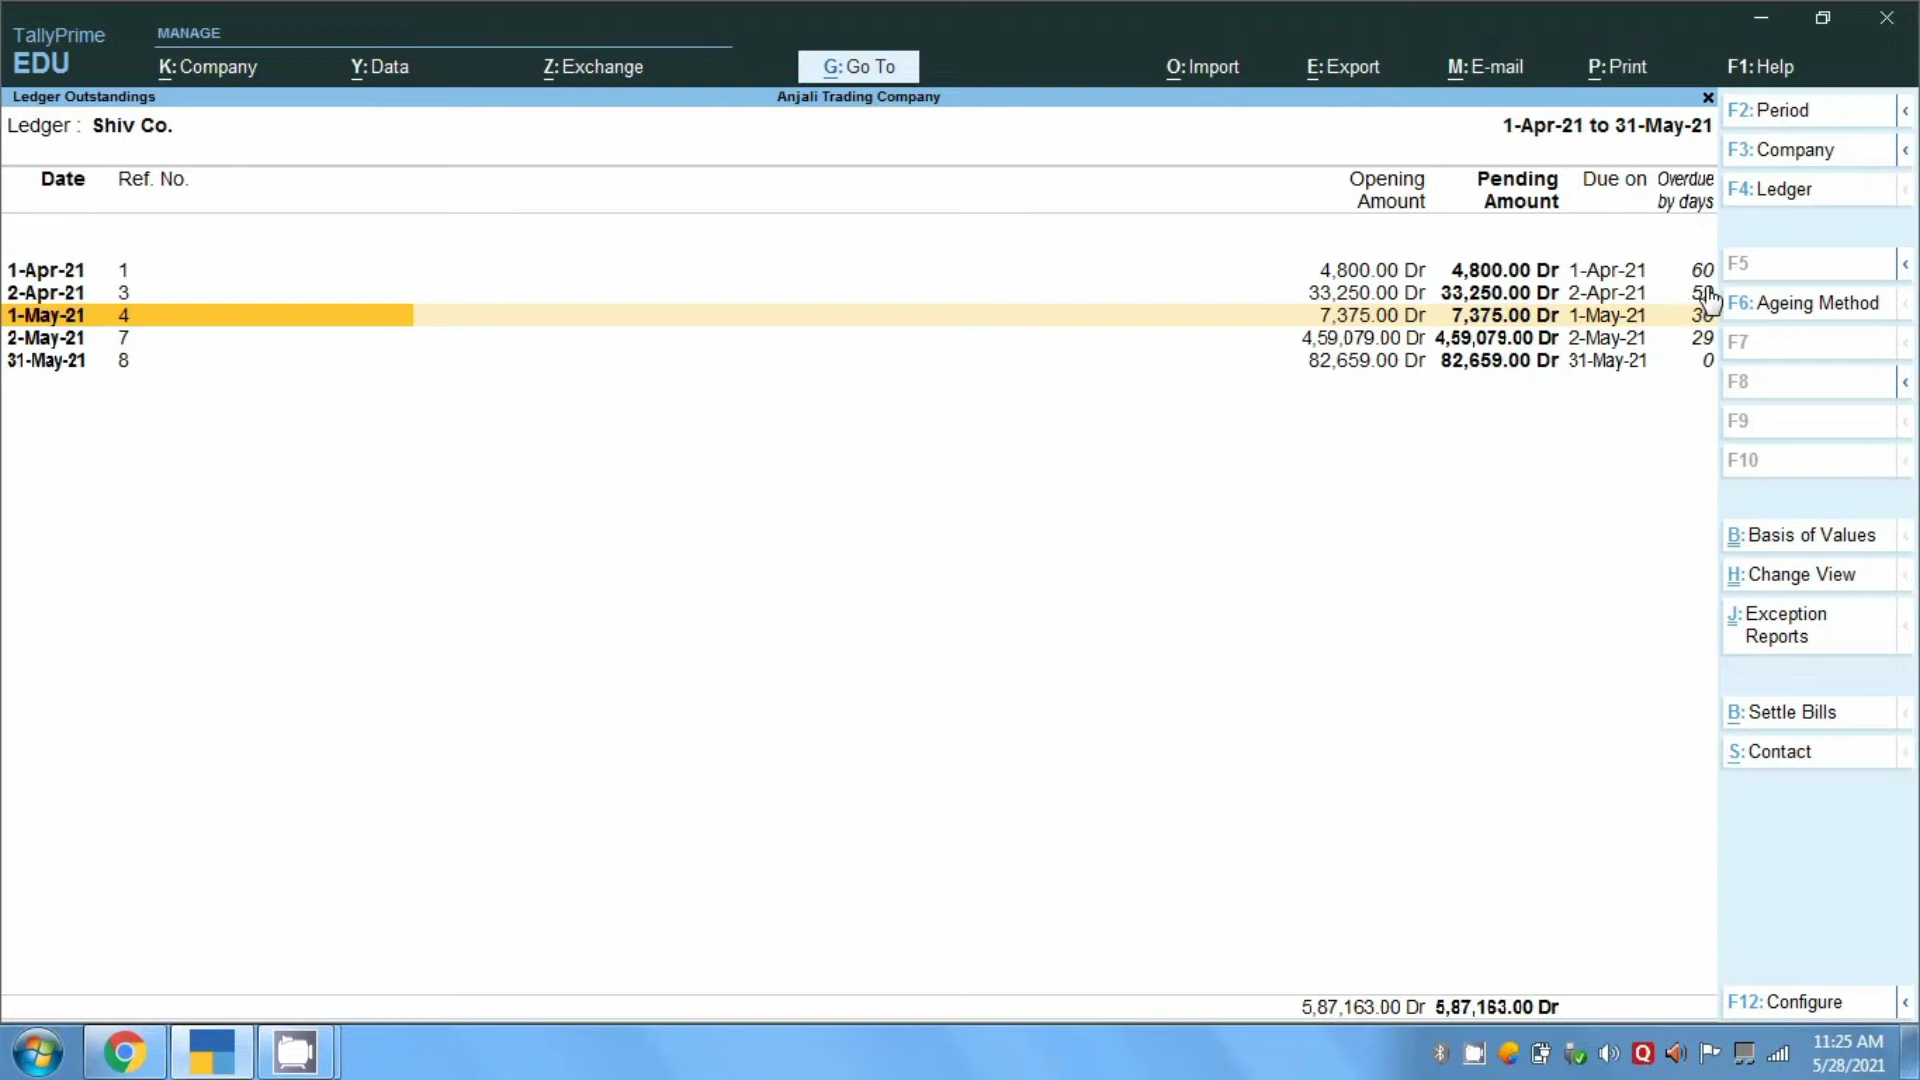 TallyPrime
EDU
MANAGE
K: Company
Y: Data
Z: Exchange
G: Go To
O: Import
E: Export
M: E-mail
P: Print
F1: Help
Ledger Outstandings
Anjali Trading Company
Ledger : Shiv Co.
1-Apr-21 to 31-May-21
Date Ref. No. Opening Pending Due on Overdue
Amount Amount by days
1-Apr-21 1 4,800.00 Dr 4,800.00 Dr 1-Apr-21 60
2-Apr-21 3 33,250.00 Dr 33,250.00 Dr 2-Apr-21
1-May-21 4 7,375.00 Dr 7,375.00 Dr 1-May-21
2-May-21 7 4,59,079.00 Dr 4,59,079.00 Dr 2-May-21 29
31-May-21 8 82,659.00 Dr 82,659.00 Dr 31-May-21 0
5,87,163.00 Dr 5,87,163.00 Dr
F2: Period
F3: Company
F4: Ledger
F5
F6: Ageing Method
F7
F8
F9
F10
B: Basis of Values
H: Change View
J: Exception
Reports
B: Settle Bills
S: Contact
F12: Configure
11:25 AM
5/28/2021